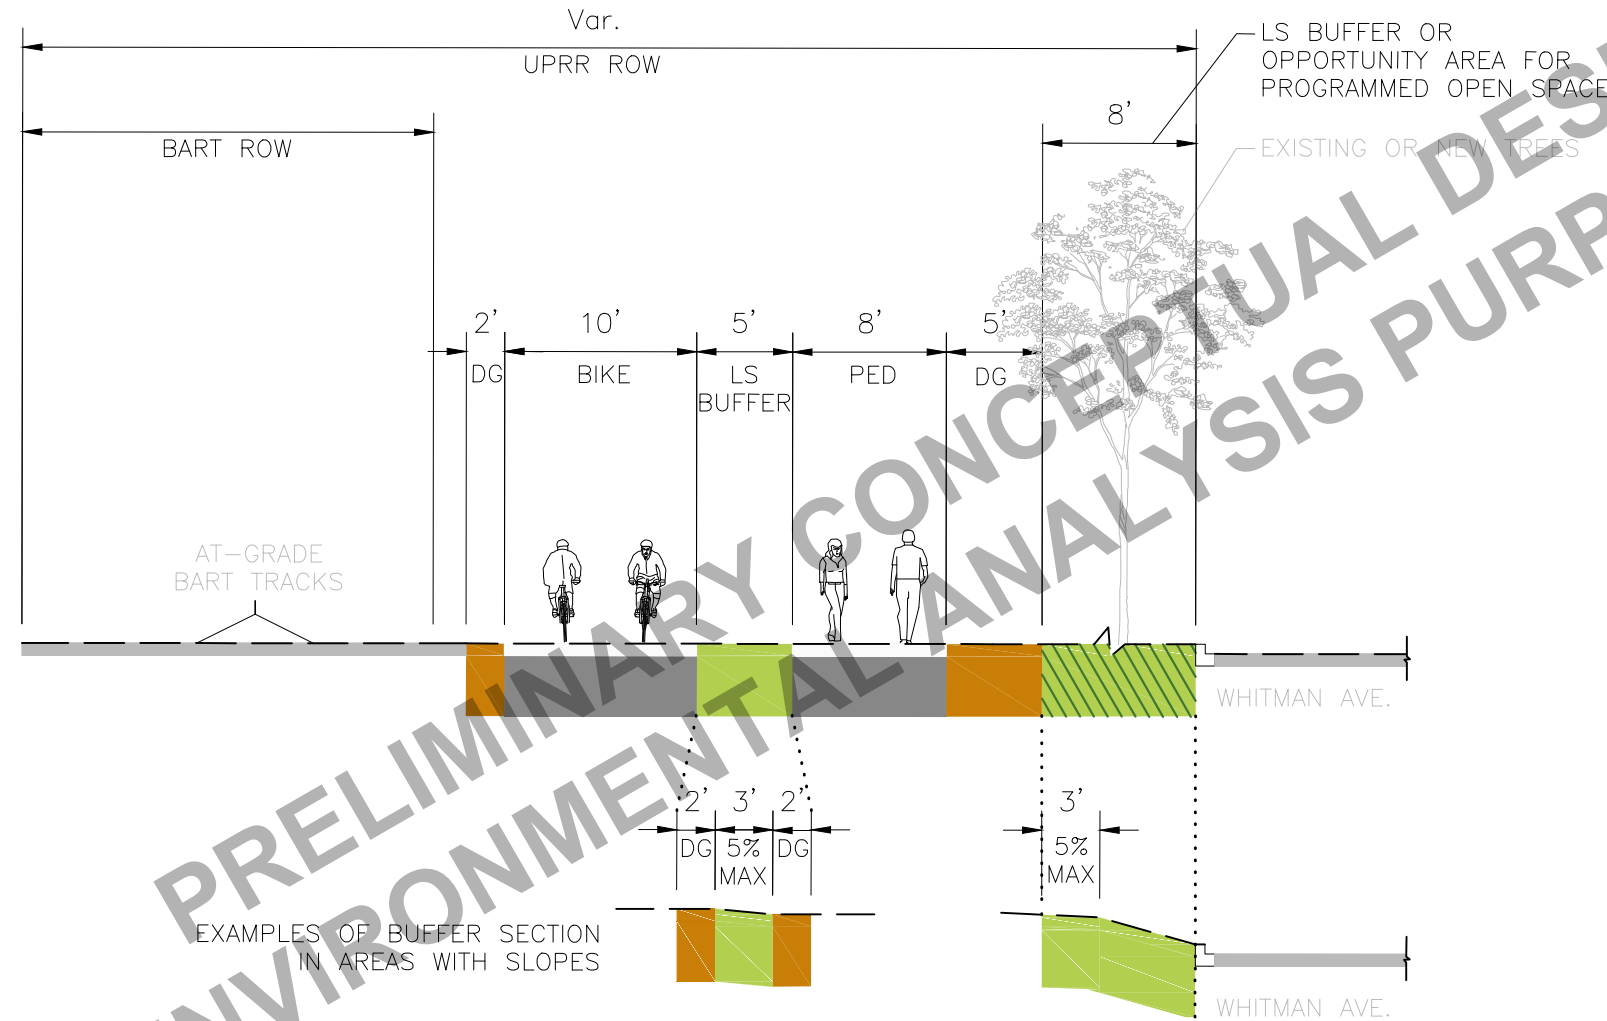 Var.
UPRR ROW
LS BUFFER OR
OPPORTUNITY AREA FOR
PROGRAMMED OPEN SPACE
8'
BART ROW
EXISTING OR NEW TREES
2'
10'
5'
8'
5'
DG
BIKE
LS
BUFFER
PED
DG
AT-GRADE
BART TRACKS
WHITMAN AVE.
2'
3'
2'
DG
5%
MAX
DG
3'
5%
MAX
EXAMPLES OF BUFFER SECTION
IN AREAS WITH SLOPES
WHITMAN AVE.
PRELIMINARY CONCEPTUAL
ANALYSIS